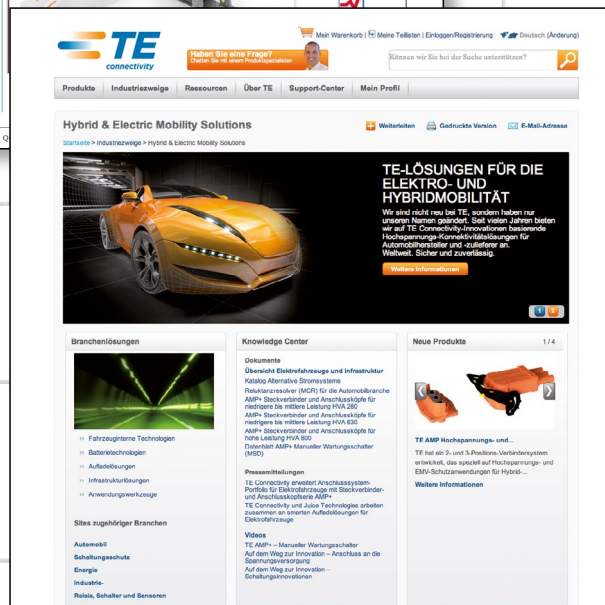 Mein Warenkorb | Meine Teillisten | Einloggen/Registrierung Deutsch (Änderung)
TE
connectivity
Haben Sie eine Frage?
Chatten Sie mit einem Produktspezialisten
Können wir Sie bei der Suche unterstützen?
Produkte Industriezweige Ressourcen Über TE Support-Center Mein Profil
Hybrid & Electric Mobility Solutions
Weiterleiten Gedruckte Version E-Mail-Adresse
Startseite > Industriezweige > Hybrid & Electric Mobility Solutions
TE-LÖSUNGEN FÜR DIE
ELEKTRO- UND
HYBRIDMOBILITÄT
Wir sind nicht neu bei TE, sondern haben nur
unseren Namen geändert. Seit vielen Jahren bieten
wir auf TE Connectivity-Innovationen basierende
Hochspannungs-Konnektivitätslösungen für
Automobilhersteller und -zulieferer an.
Weltweit. Sicher und zuverlässig.
Weitere Informationen
1 2
Branchenlösungen
Fahrzeuginterne Technologien
Batterietechnologien
Aufladelösungen
Infrastrukturlösungen
Anwendungswerkzeuge
Sites zugehöriger Branchen
Automobil
Schaltungsschutz
Energie
Industrie-
Relais, Schalter und Sensoren
Knowledge Center
Dokumente
Übersicht Elektrofahrzeuge und Infrastruktur
Katalog Alternative Stromsysteme
Reluktanzresolver (MCR) für die Automobilbranche
AMP+ Steckverbinder und Anschlussköpfe für
niedrigere bis mittlere Leistung HVA 280
AMP+ Steckverbinder und Anschlussköpfe für
niedrigere bis mittlere Leistung HVA 630
AMP+ Steckverbinder und Anschlussköpfe für
hohe Leistung HVA 800
Datenblatt AMP+ Manueller Wartungsschalter
(MSD)
Pressemitteilungen
TE Connectivity erweitert Anschlusssystem-
Portfolio für Elektrofahrzeuge mit Steckverbinder-
und Anschlusskopfserie AMP+
TE Connectivity und Juice Technologies arbeiten
zusammen an smarten Aufladelösungen für
Elektrofahrzeuge
Videos
TE AMP+ – Manueller Wartungsschalter
Auf dem Weg zur Innovation – Anschluss an die
Spannungsversorgung
Auf dem Weg zur Innovation –
Schaltungsinnovationen
Neue Produkte 1/4
TE AMP Hochspannungs- und...
TE hat ein 2- und 3-Positions-Verbindersystem
entwickelt, das speziell auf Hochspannungs- und
EMV-Schutzanwendungen für Hybrid-...
Weitere Informationen